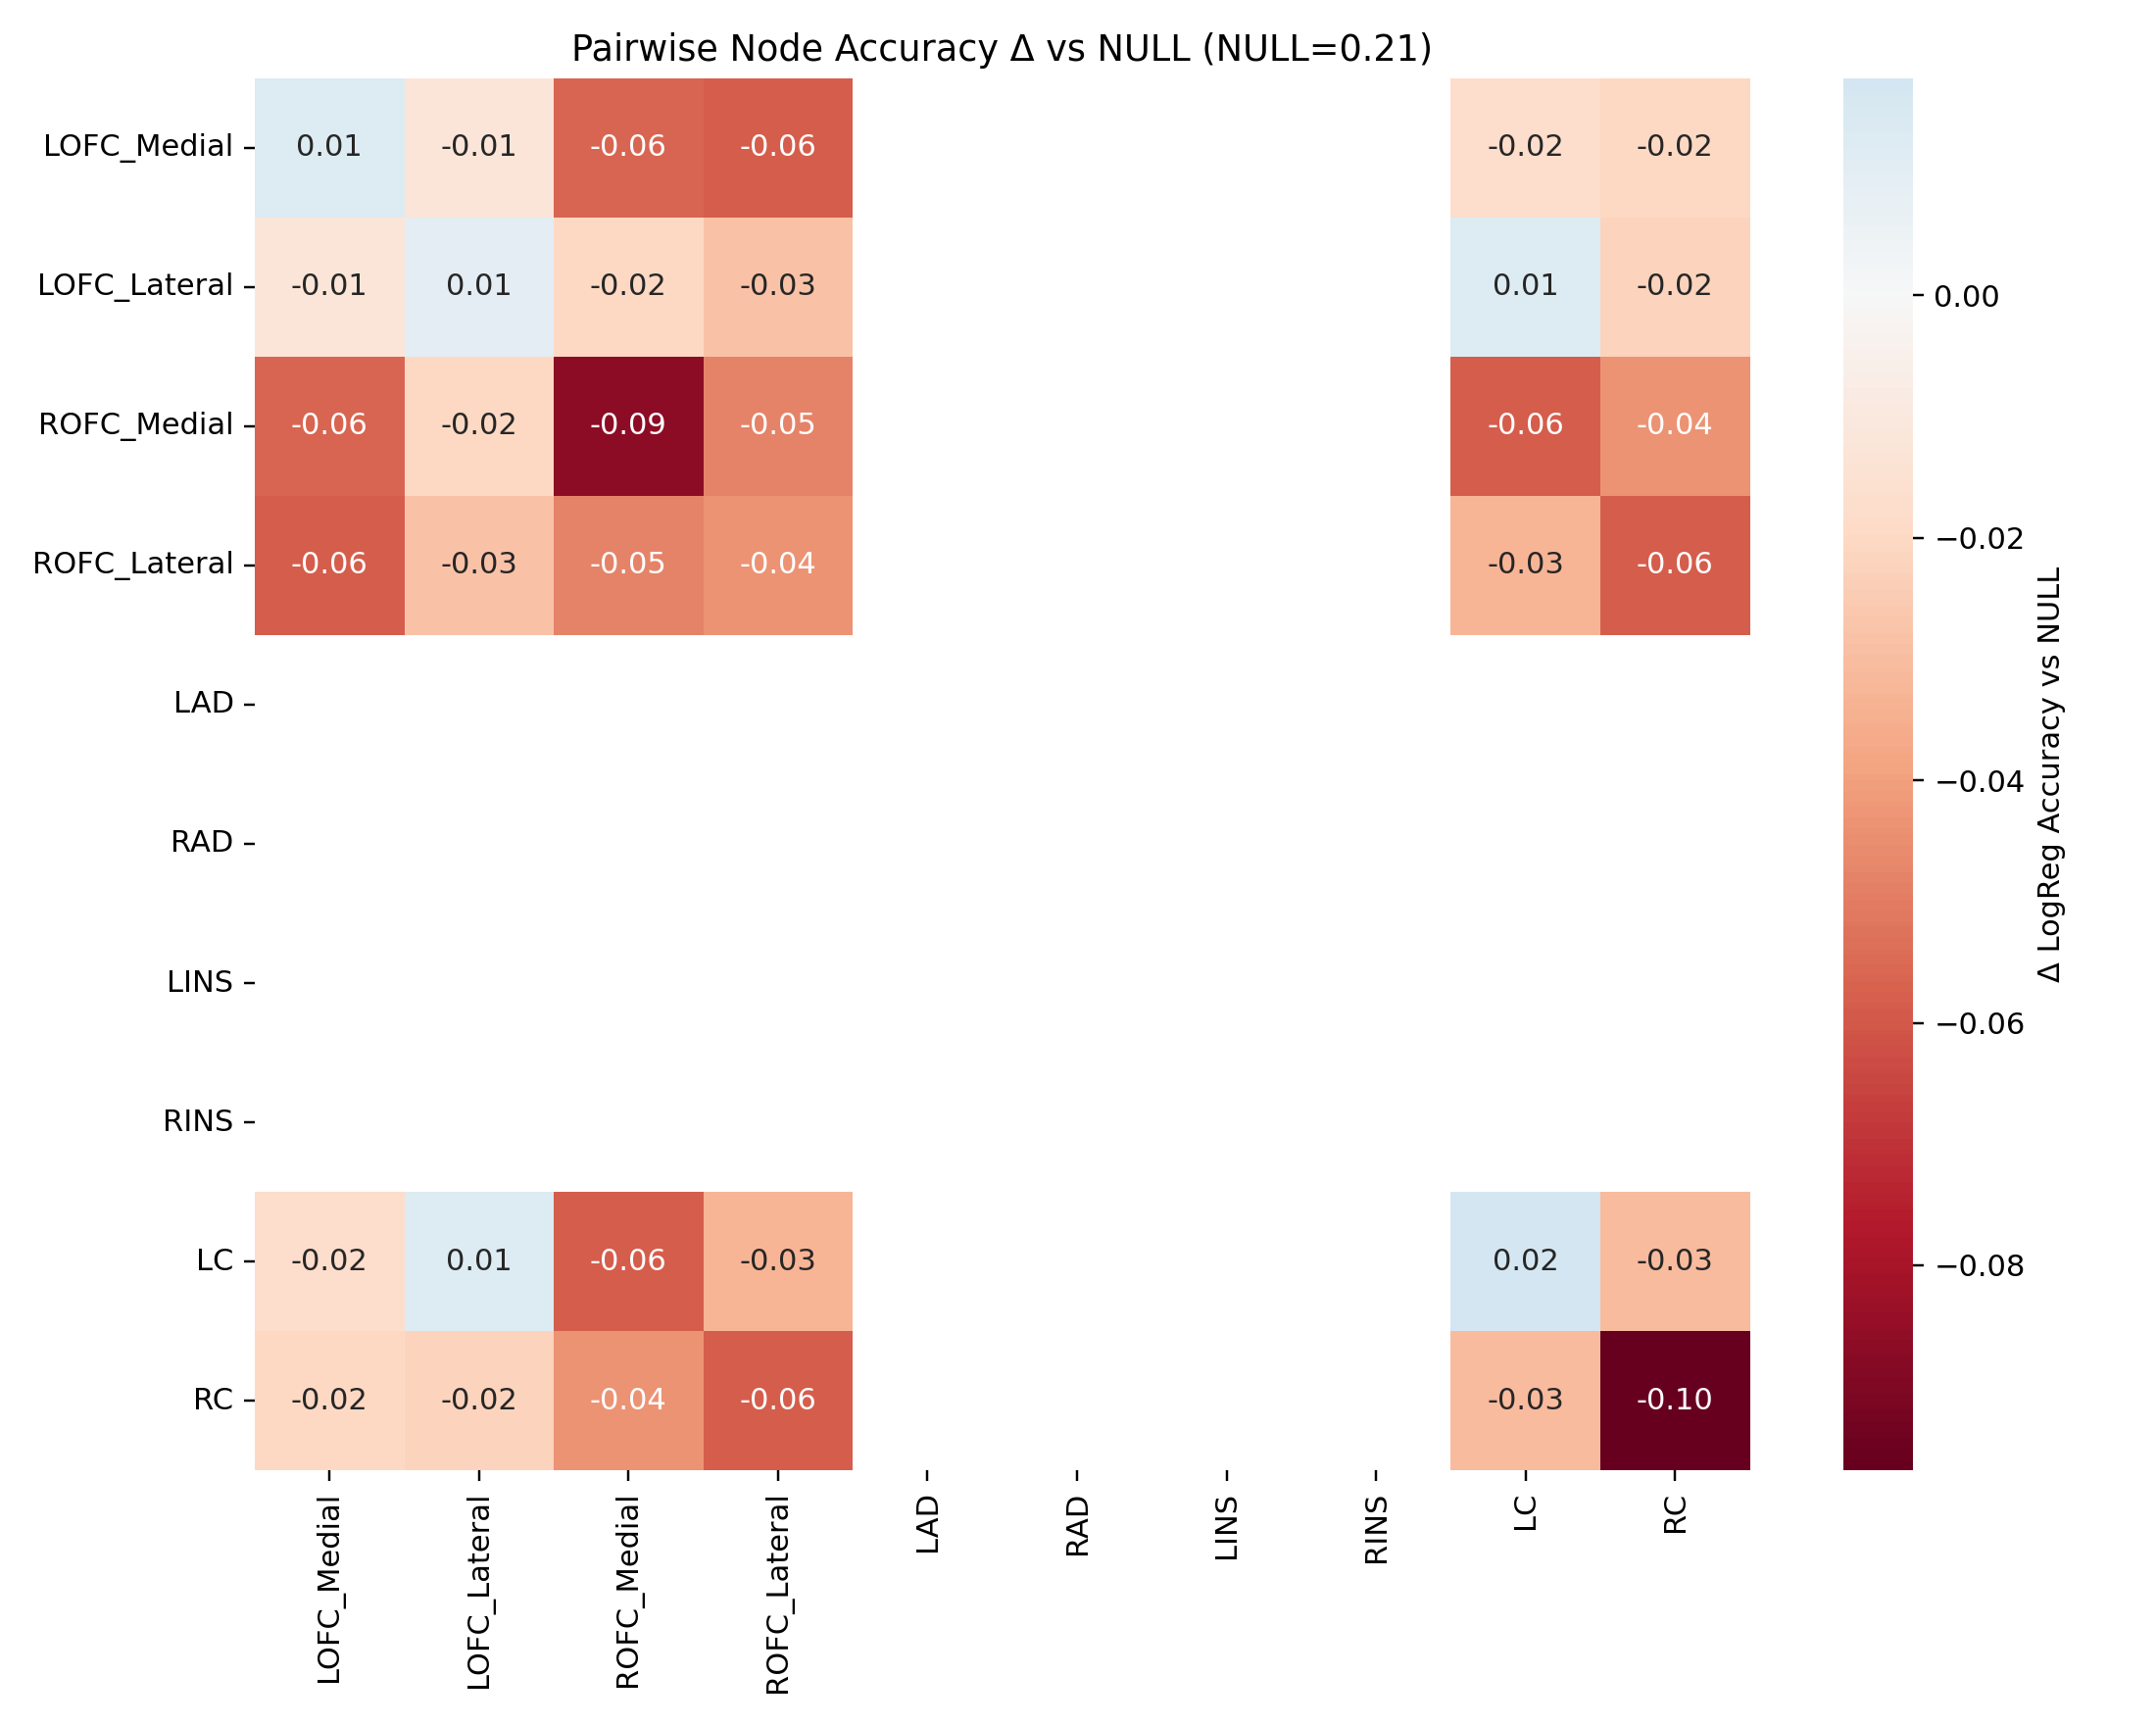 Pairwise Node Accuracy Δ vs NULL (NULL=0.21)
LOFC_Medial 0.01 -0.01 -0.06 -0.06 -0.02 -0.02
LOFC_Lateral -0.01 0.01 -0.02 -0.03 0.01 -0.02
ROFC_Medial -0.06 -0.02 -0.09 -0.05 -0.06 -0.04
ROFC_Lateral -0.06 -0.03 -0.05 -0.04 -0.03 -0.06
LAD
RAD
LINS
RINS
LC -0.02 0.01 -0.06 -0.03 0.02 -0.03
RC -0.02 -0.02 -0.04 -0.06 -0.03 -0.10
LOFC_Medial
LOFC_Lateral
ROFC_Medial
ROFC_Lateral
LAD
RAD
LINS
RINS
LC
RC
0.00
−0.02
−0.04
−0.06
−0.08
Δ LogReg Accuracy vs NULL